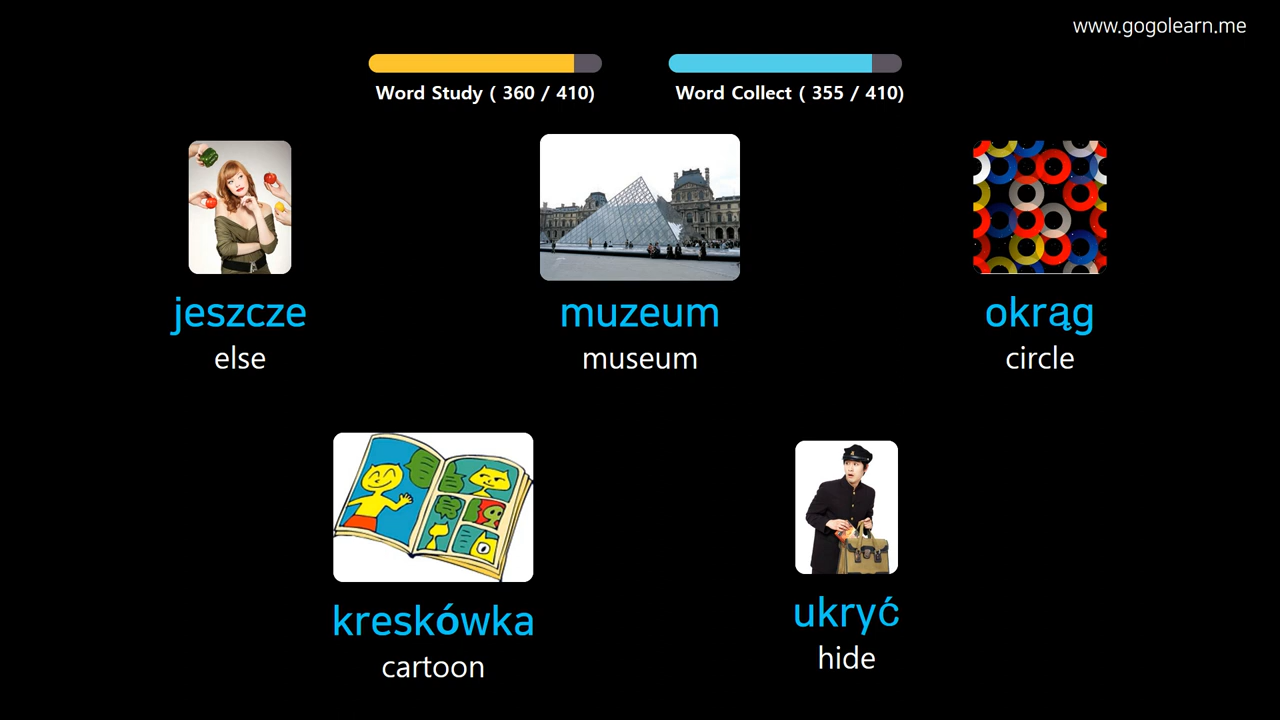 www.gogolearn.me
Word Study ( 360 / 410)
Word Collect ( 355 / 410)
jeszcze
else
muzeum
museum
okrąg
circle
kreskówka
cartoon
ukryć
hide